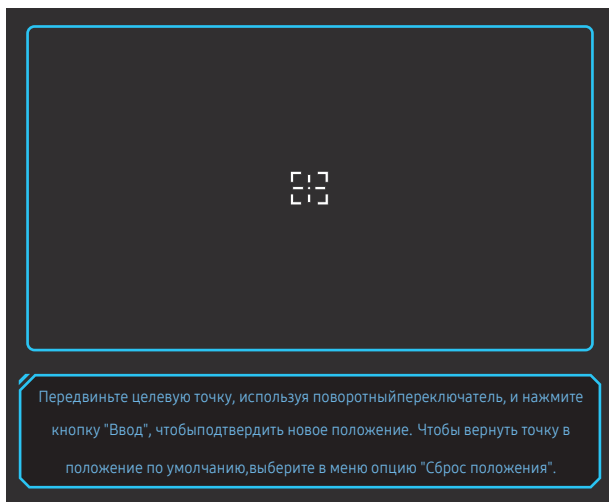 Передвиньте целевую точку, используя поворотныйпереключатель, и нажмите
кнопку "Ввод", чтобыподтвердить новое положение. Чтобы вернуть точку в
положение по умолчанию,выберите в меню опцию "Сброс положения".